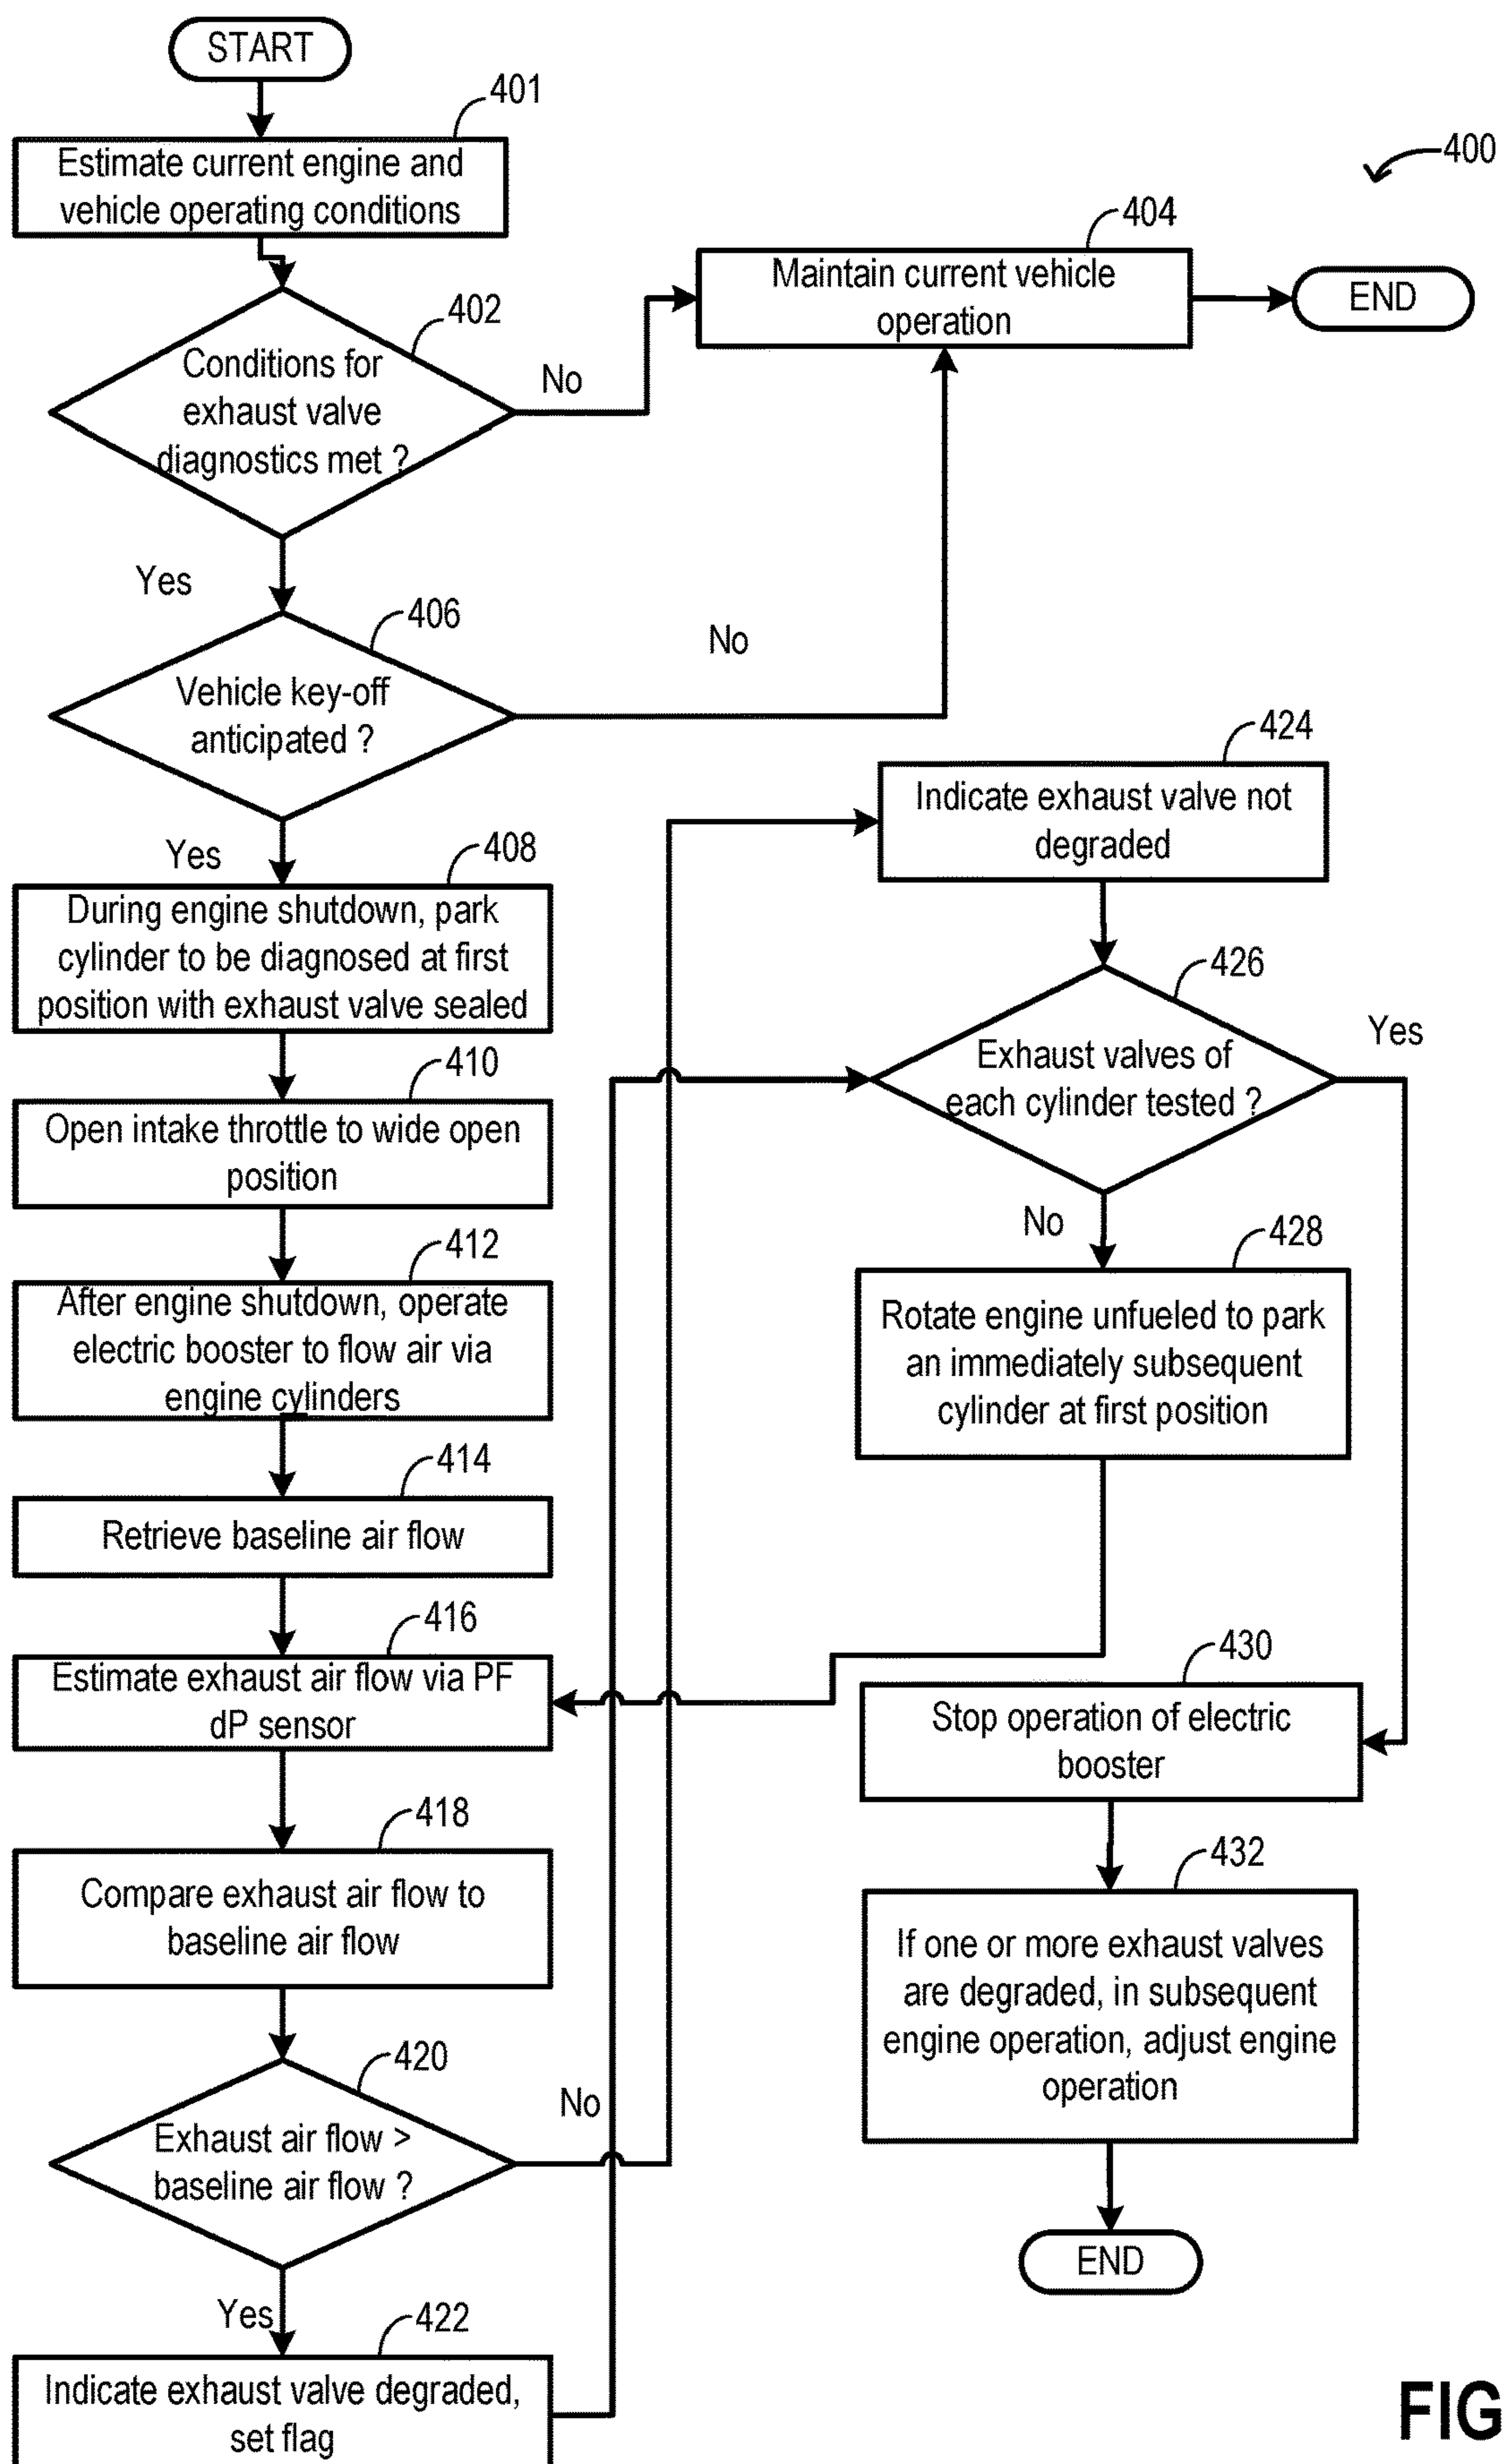 START
401
Estimate current engine and
vehicle operating conditions
400
404
Maintain current vehicle
operation
END
402
Conditions for
exhaust valve
diagnostics met ?
No
Yes
406
Vehicle key-off
anticipated ?
No
Yes
408
During engine shutdown, park
cylinder to be diagnosed at first
position with exhaust valve sealed
410
Open intake throttle to wide open
position
412
After engine shutdown, operate
electric booster to flow air via
engine cylinders
414
Retrieve baseline air flow
416
Estimate exhaust air flow via PF
dP sensor
418
Compare exhaust air flow to
baseline air flow
420
Exhaust air flow >
baseline air flow ?
No
Yes
422
Indicate exhaust valve degraded,
set flag
424
Indicate exhaust valve not
degraded
426
Exhaust valves of
each cylinder tested ?
Yes
No
428
Rotate engine unfueled to park
an immediately subsequent
cylinder at first position
430
Stop operation of electric
booster
432
If one or more exhaust valves
are degraded, in subsequent
engine operation, adjust engine
operation
END
FIG